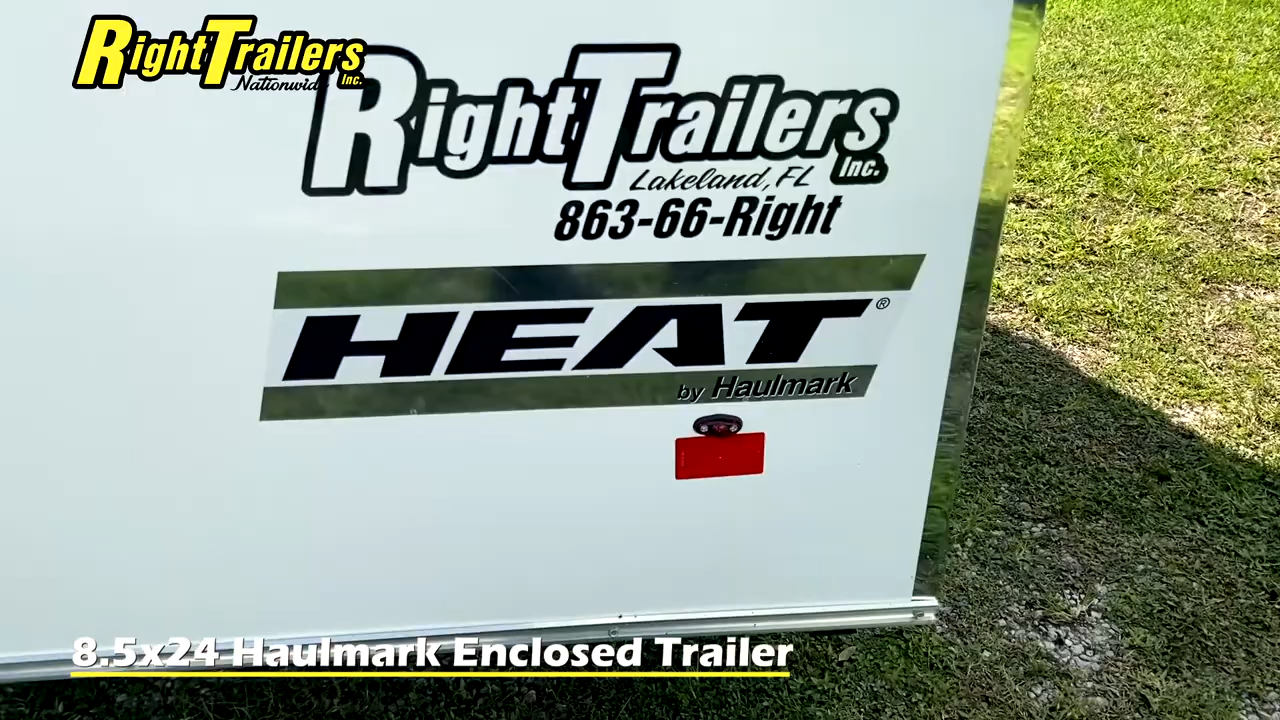 RightTrailers
Nationwide
Inc.
RightTrailers
Inc.
Lakeland, FL
863-66-Right
HEAT®
by Haulmark
8.5x24 Haulmark Enclosed Trailer